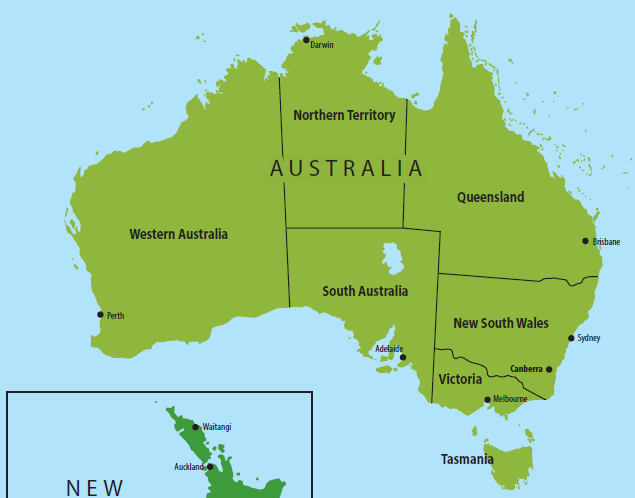 Darwin
Northern Territory
AUSTRALIA
Queensland
Western Australia
Brisbane
South Australia
Perth
New South Wales
Sydney
Adelaide
Canberra
Victoria
Melbourne
Waitangi
Tasmania
Auckland
NEW